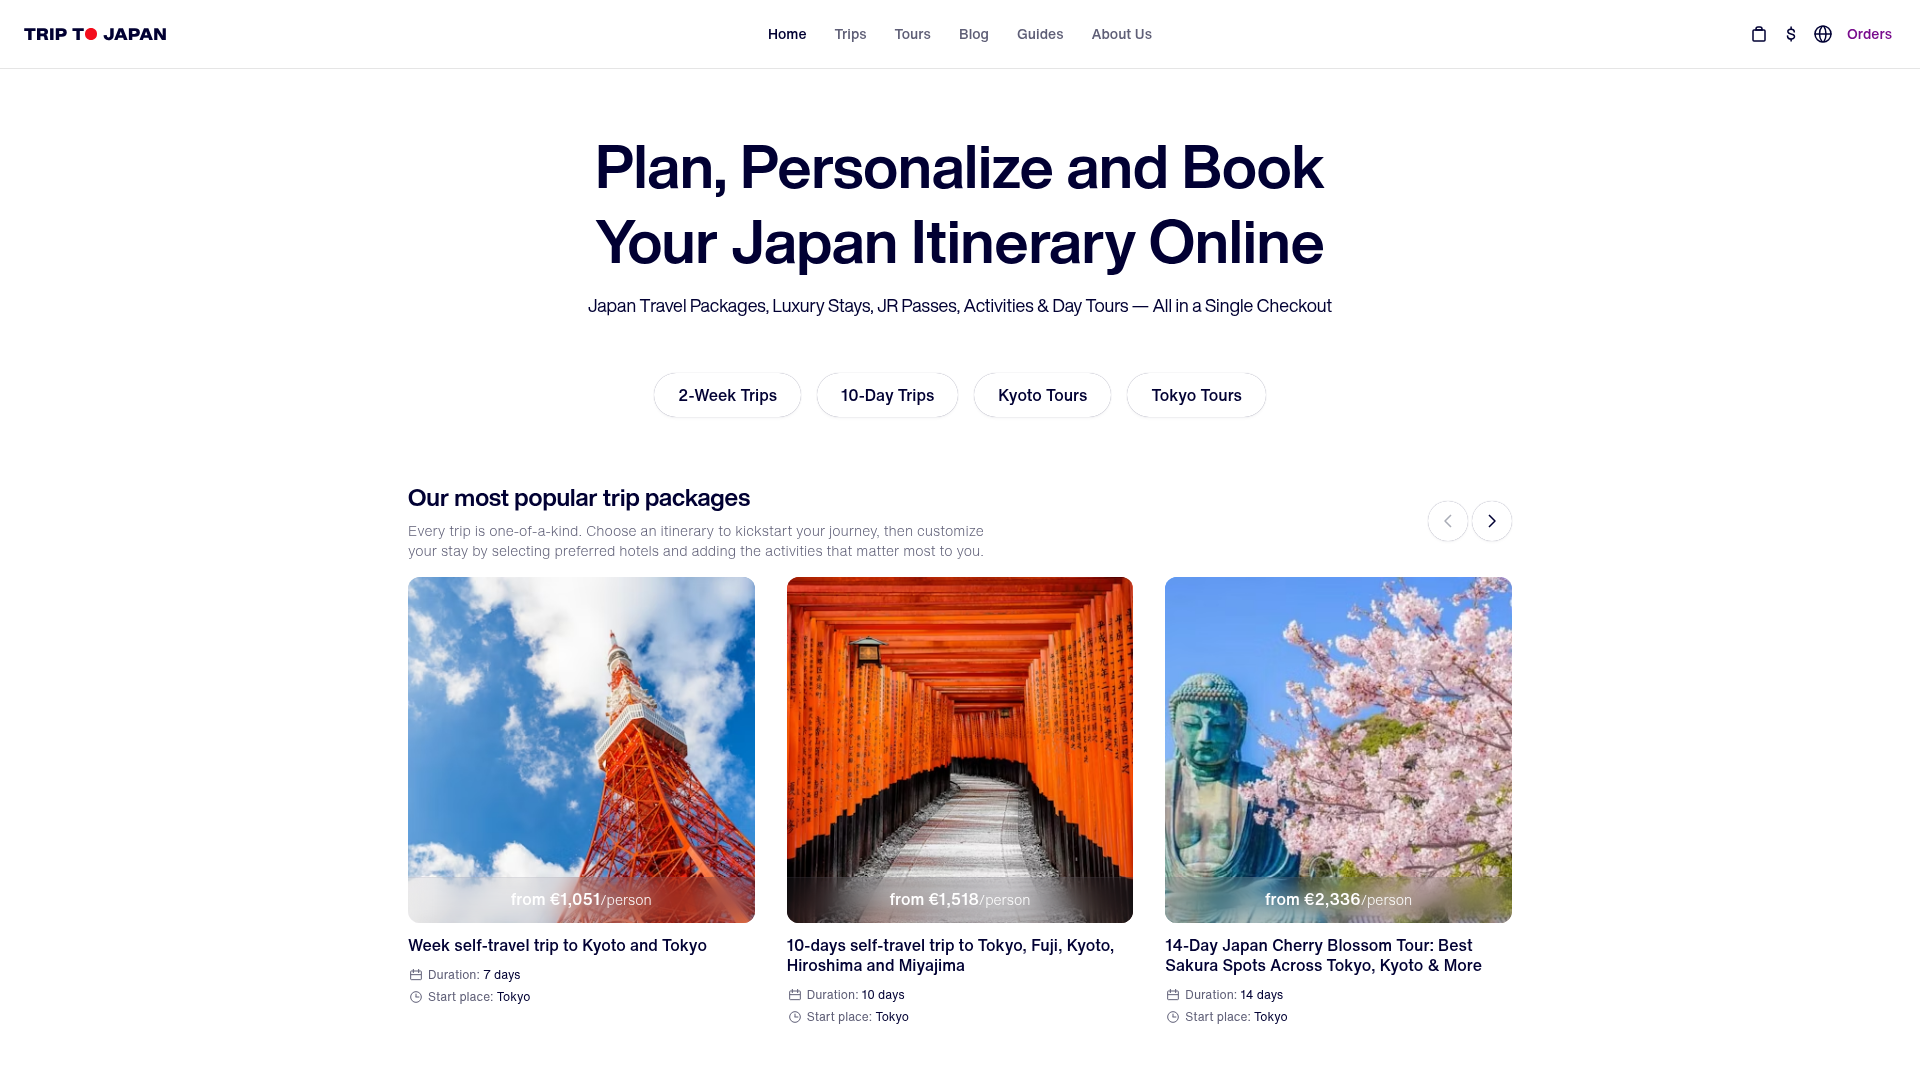 TRIP TO JAPAN
Home
Trips
Tours
Blog
Guides
About Us
$
Orders
Plan, Personalize and Book
Your Japan Itinerary Online
Japan Travel Packages, Luxury Stays, JR Passes, Activities & Day Tours — All in a Single Checkout
2-Week Trips
10-Day Trips
Kyoto Tours
Tokyo Tours
Our most popular trip packages
Every trip is one-of-a-kind. Choose an itinerary to kickstart your journey, then customize
your stay by selecting preferred hotels and adding the activities that matter most to you.
from €1,051/person
Week self-travel trip to Kyoto and Tokyo
Duration: 7 days
Start place: Tokyo
from €1,518/person
10-days self-travel trip to Tokyo, Fuji, Kyoto,
Hiroshima and Miyajima
Duration: 10 days
Start place: Tokyo
from €2,336/person
14-Day Japan Cherry Blossom Tour: Best
Sakura Spots Across Tokyo, Kyoto & More
Duration: 14 days
Start place: Tokyo